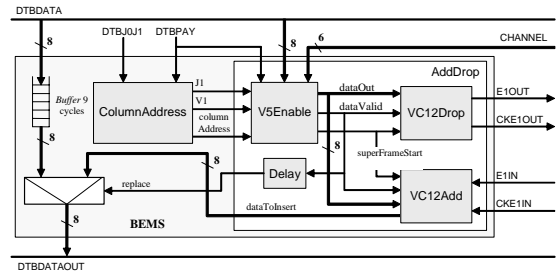 DTBDATA
DTBJ0J1
DTBPAY
CHANNEL
8
8
6
AddDrop
Buffer 9
cycles
ColumnAddress
J1
V1
column
Address
V5Enable
dataOut
dataValid
VC12Drop
E1OUT
CKE1OUT
8
8
superFrameStart
8
Delay
replace
VC12Add
E1IN
CKE1IN
dataToInsert
8
BEMS
DTBDATAOUT